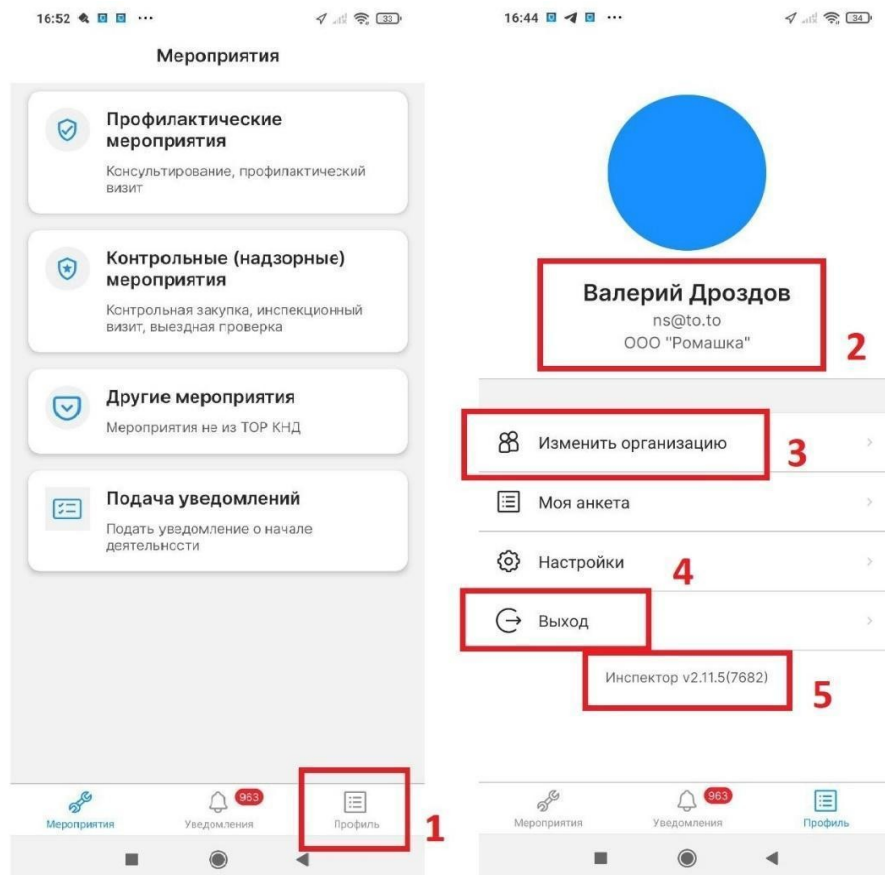 16:52 ...
33
Мероприятия
Профилактические
мероприятия
Консультирование, профилактический
визит
Контрольные (надзорные)
мероприятия
Контрольная закупка, инспекционный
визит, выездная проверка
Другие мероприятия
Мероприятия не из ТОР КНД
Подача уведомлений
Подать уведомление о начале
деятельности
963
Мероприятия Уведомления Профиль
1
16:44 ...
34
Валерий Дроздов
ns@to.to
ООО "Ромашка"
2
Изменить организацию
3
Моя анкета
Настройки
4
Выход
Инспектор v2.11.5(7682)
5
963
Мероприятия Уведомления Профиль